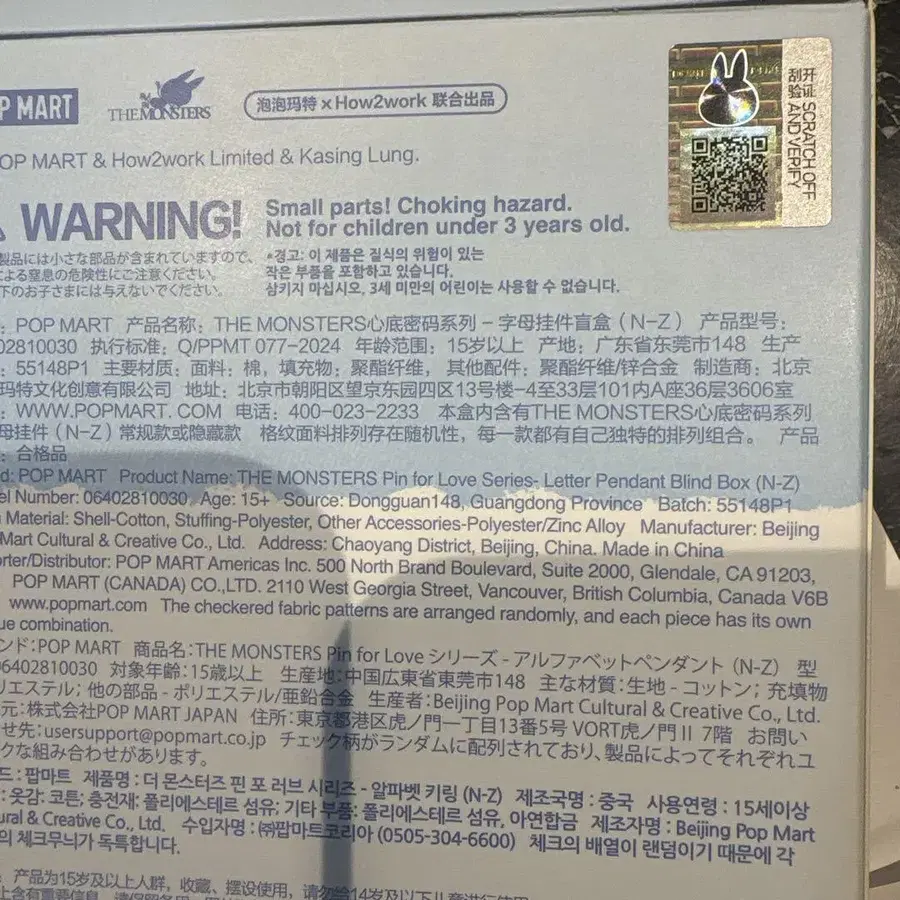 OP MART
THE MONSTERS
泡泡玛特 × How2work 联合出品
开 刮
证 验
SCRATCH OFF
AND VERIFY
OP MART & How2work Limited & Kasing Lung.
WARNING!
Small parts! Choking hazard.
Not for children under 3 years old.
製品には小さな部品が含まれていますので、
よる窒息の危険性にご注意ください。
下のお子さまには与えないでください。
*경고: 이 제품은 질식의 위험이 있는
작은 부품을 포함하고 있습니다.
삼키지 마십시오, 3세 미만의 어린이는 사용할 수 없습니다.
：POP MART 产品名称：THE MONSTERS心底密码系列－字母挂件盲盒（N-Z） 产品型号：
02810030 执行标准：Q/PPMT 077-2024 年龄范围：15岁以上 产地：广东省东莞市148 生产
：55148P1 主要材质：面料：棉，填充物：聚酯纤维，其他配件：聚酯纤维/锌合金 制造商：北京
玛特文化创意有限公司 地址：北京市朝阳区望京东园四区13号楼-4至33层101内A座36层3606室
：WWW.POPMART.COM 电话：400-023-2233 本盒内含有THE MONSTERS心底密码系列
母挂件（N-Z）常规款或隐藏款 格纹面料排列存在随机性，每一款都有自己独特的排列组合。 产品
：合格品
d: POP MART Product Name: THE MONSTERS Pin for Love Series- Letter Pendant Blind Box (N-Z)
el Number: 06402810030 Age: 15+ Source: Dongguan148, Guangdong Province Batch: 55148P1
Material: Shell-Cotton, Stuffing-Polyester, Other Accessories-Polyester/Zinc Alloy Manufacturer: Beijing
Mart Cultural & Creative Co., Ltd. Address: Chaoyang District, Beijing, China. Made in China
orter/Distributor: POP MART Americas Inc. 500 North Brand Boulevard, Suite 2000, Glendale, CA 91203,
POP MART (CANADA) CO.,LTD. 2110 West Georgia Street, Vancouver, British Columbia, Canada V6B
www.popmart.com The checkered fabric patterns are arranged randomly, and each piece has its own
ue combination.
ンド：POP MART 商品名：THE MONSTERS Pin for Love シリーズ - アルファベットペンダント（N-Z） 型
06402810030 対象年齢：15歳以上 生産地：中国広東省東莞市148 主な材質：生地 - コットン；充填物
リエステル；他の部品 - ポリエステル/亜鉛合金 生産者：Beijing Pop Mart Cultural & Creative Co., Ltd.
元：株式会社POP MART JAPAN 住所：東京都港区虎ノ門一丁目13番5号 VORT虎ノ門II 7階 お問い
せ先：usersupport@popmart.co.jp チェック柄がランダムに配列されており、製品によってそれぞれユ
クな組み合わせがあります。
드 : 팝마트 제품명 : 더 몬스터즈 핀 포 러브 시리즈 - 알파벳 키링 (N-Z) 제조국명 : 중국 사용연령 : 15세이상
: 옷감: 코튼; 충전재: 폴리에스테르 섬유; 기타 부품: 폴리에스테르 섬유, 아연합금 제조자명 : Beijing Pop Mart
ural & Creative Co., Ltd. 수입자명 : ㈜팝마트코리아 (0505-304-6600) 체크의 배열이 랜덤이기 때문에 각
의 체크무늬가 독특합니다.
产品为15岁及以上人群，收藏、摆设使用，请勿给14岁及以下儿童进行使用